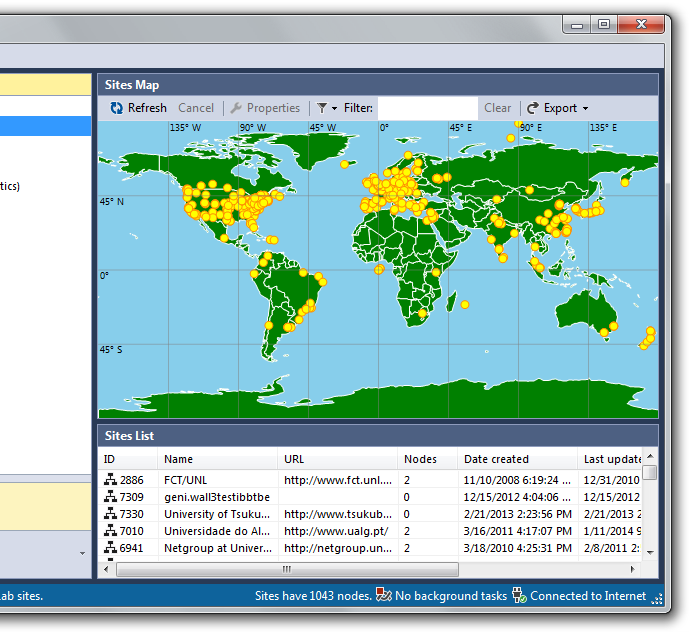 Sites Map
Refresh Cancel Properties Filter: Clear Export
135° W 90° W 45° W 0° 45° E 90° E 135° E
tics)
45° N
0°
45° S
Sites List
ID Name URL Nodes Date created Last update
2886 FCT/UNL http://www.fct.unl.... 2 11/10/2008 6:19:24 ... 12/31/2010
7309 geni.wall3testibbtbe 0 12/15/2012 4:04:06 ... 12/15/2012
7330 University of Tsuku... http://www.tsukub... 0 2/21/2013 2:23:56 PM 2/21/2013 2
7010 Universidade do Al... http://www.ualg.pt/ 2 3/16/2011 4:17:07 PM 1/11/2014 9
6941 Netgroup at Univer... http://netgroup.un... 2 3/18/2010 4:25:31 PM 2/8/2011 2:
ab sites. Sites have 1043 nodes. No background tasks Connected to Internet